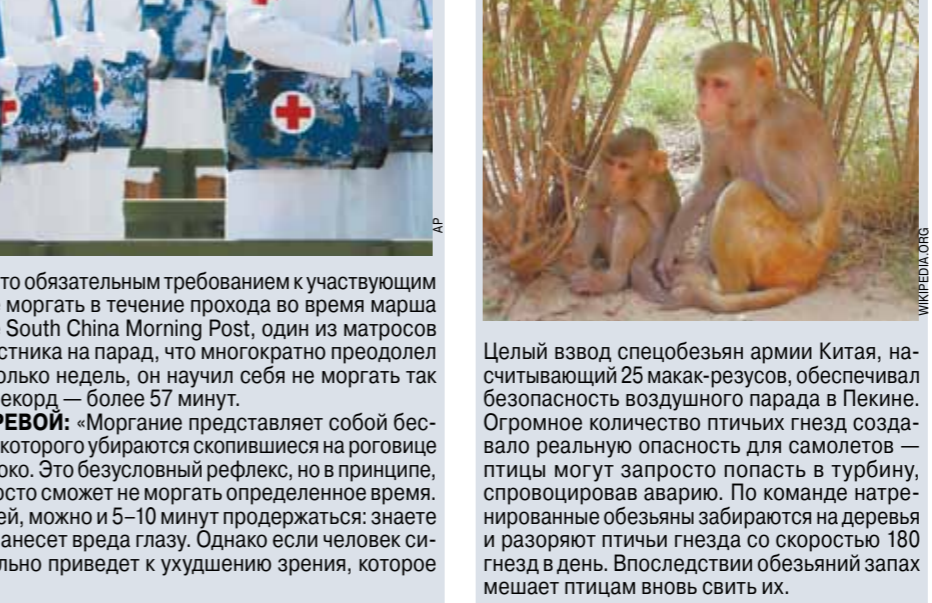 AP
то обязательным требованием к участвующим
моргать в течение прохода во время марша
South China Morning Post, один из матросов
стника на парад, что многократно преодолел
олько недель, он научил себя не моргать так
екорд — более 57 минут.
РЕВОЙ: «Моргание представляет собой бес-
которого убираются скопившиеся на роговице
око. Это безусловный рефлекс, но в принципе,
осто сможет не моргать определенное время.
ей, можно и 5–10 минут продержаться: знаете
анесет вреда глазу. Однако если человек си-
льно приведет к ухудшению зрения, которое
WIKIPEDIA.ORG
Целый взвод спецобезьян армии Китая, на-
считывающий 25 макак-резусов, обеспечивал
безопасность воздушного парада в Пекине.
Огромное количество птичьих гнезд созда-
вало реальную опасность для самолетов —
птицы могут запросто попасть в турбину,
спровоцировав аварию. По команде натре-
нированные обезьяны забираются на деревья
и разоряют птичьи гнезда со скоростью 180
гнезд в день. Впоследствии обезьяний запах
мешает птицам вновь свить их.